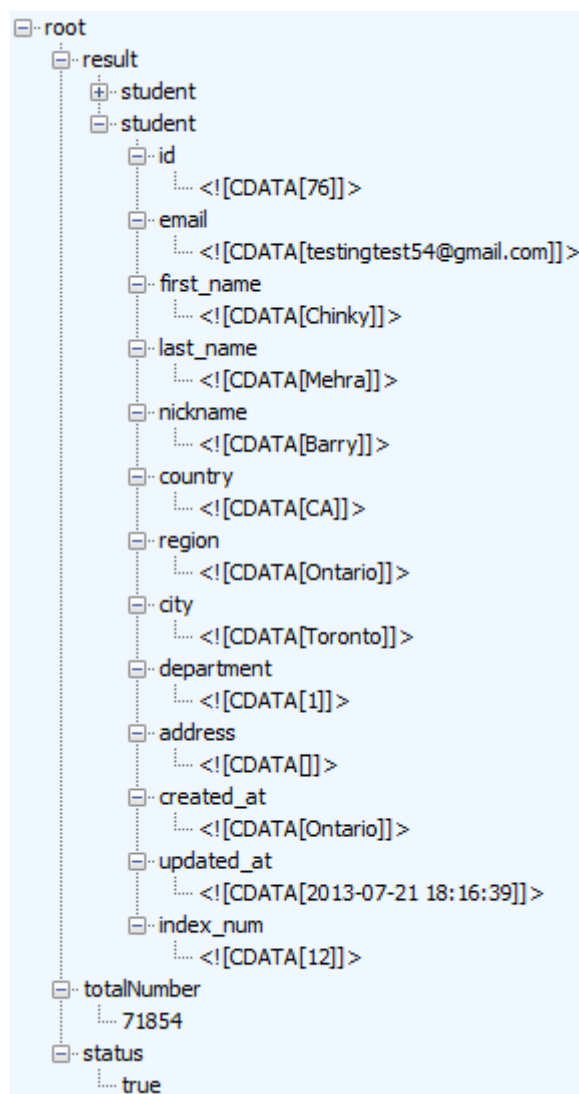 root
result
student
student
id
<![CDATA[76]]>
email
<![CDATA[testingtest54@gmail.com]]>
first_name
<![CDATA[Chinky]]>
last_name
<![CDATA[Mehra]]>
nickname
<![CDATA[Barry]]>
country
<![CDATA[CA]]>
region
<![CDATA[Ontario]]>
city
<![CDATA[Toronto]]>
department
<![CDATA[1]]>
address
<![CDATA[]]>
created_at
<![CDATA[Ontario]]>
updated_at
<![CDATA[2013-07-21 18:16:39]]>
index_num
<![CDATA[12]]>
totalNumber
71854
status
true